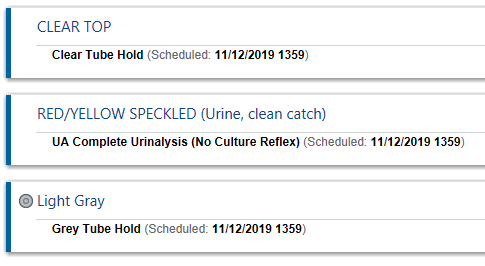 CLEAR TOP
Clear Tube Hold (Scheduled: 11/12/2019 1359)
RED/YELLOW SPECKLED (Urine, clean catch)
UA Complete Urinalysis (No Culture Reflex) (Scheduled: 11/12/2019 1359)
Light Gray
Grey Tube Hold (Scheduled: 11/12/2019 1359)